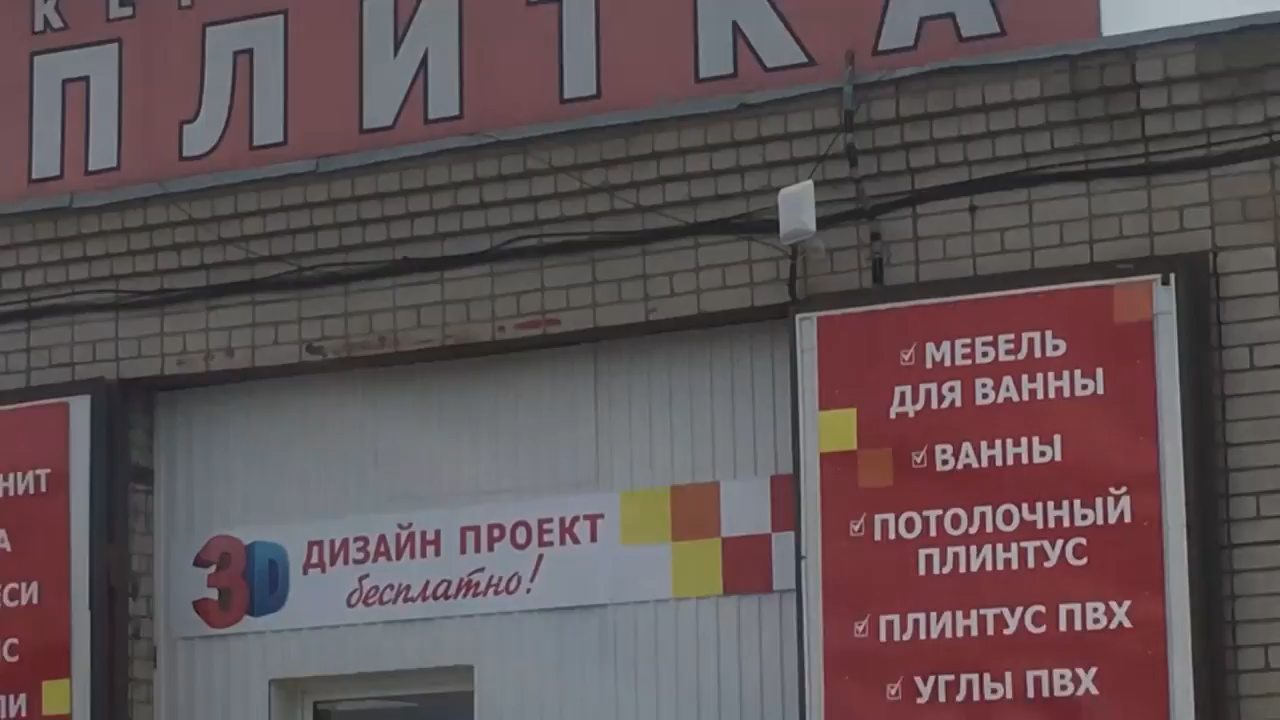 ПЛИТКА
3D ДИЗАЙН ПРОЕКТ
бесплатно!
МЕБЕЛЬ
ДЛЯ ВАННЫ
ВАННЫ
ПОТОЛОЧНЫЙ
ПЛИНТУС
ПЛИНТУС ПВХ
УГЛЫ ПВХ